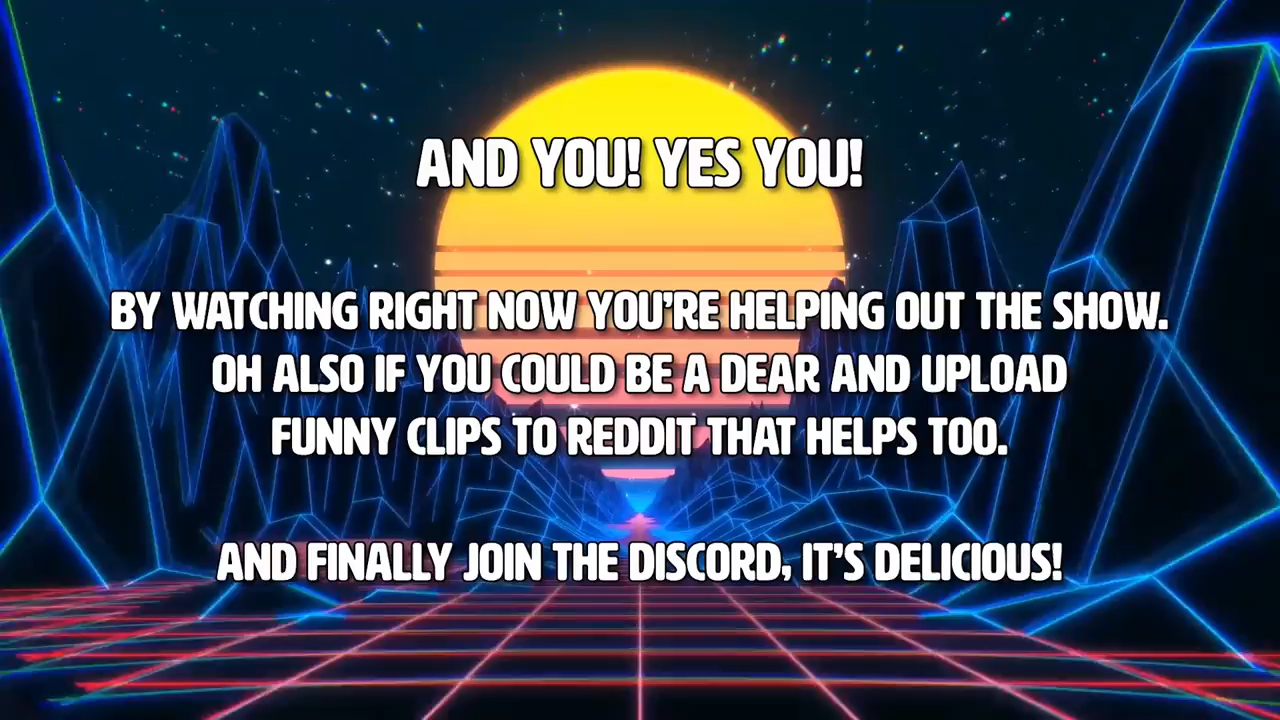 AND YOU! YES YOU!
BY WATCHING RIGHT NOW YOU'RE HELPING OUT THE SHOW.
OH ALSO IF YOU COULD BE A DEAR AND UPLOAD
FUNNY CLIPS TO REDDIT THAT HELPS TOO.
AND FINALLY JOIN THE DISCORD, IT'S DELICIOUS!